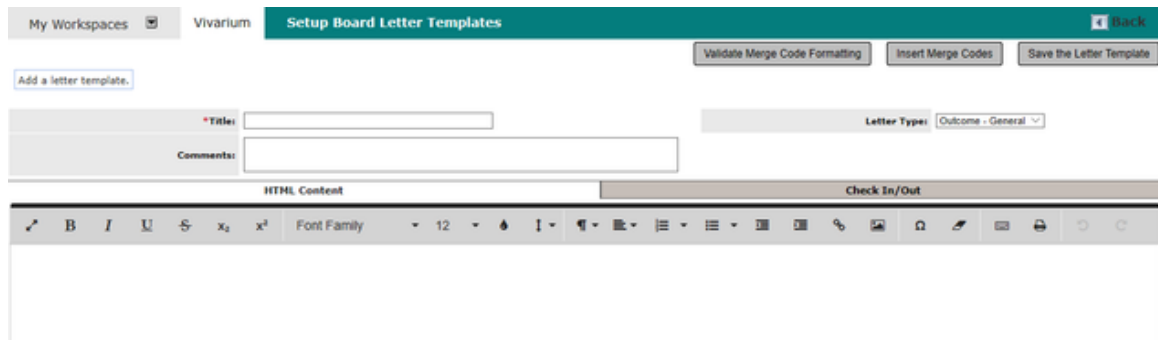 My Workspaces Vivarium Setup Board Letter Templates Back
Validate Merge Code Formatting Insert Merge Codes Save the Letter Template
Add a letter template.
*Title: Letter Type: Outcome - General
Comments:
HTML Content Check In/Out
B I U S x₂ x² Font Family 12 ¶ Ω